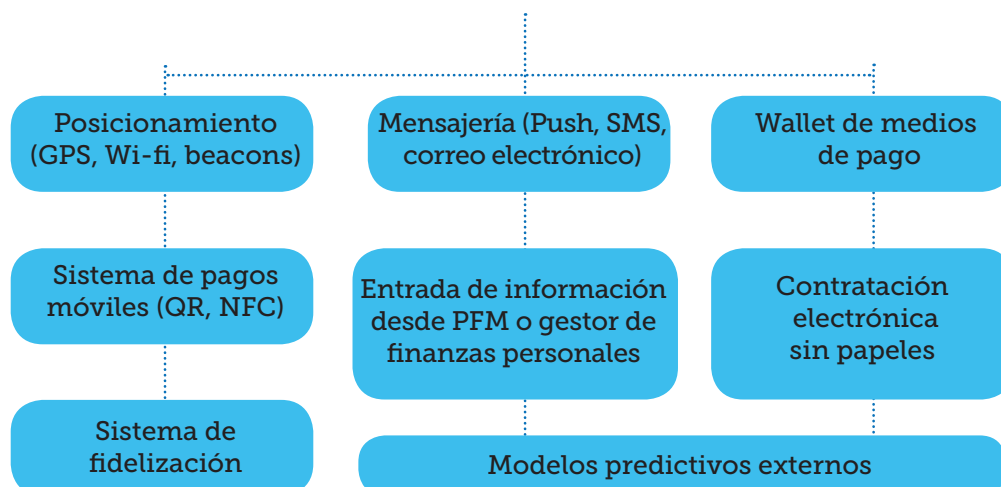 Posicionamiento
(GPS, Wi-fi, beacons)
Mensajería (Push, SMS,
correo electrónico)
Wallet de medios
de pago
Sistema de pagos
móviles (QR, NFC)
Entrada de información
desde PFM o gestor de
finanzas personales
Contratación
electrónica
sin papeles
Sistema de
fidelización
Modelos predictivos externos